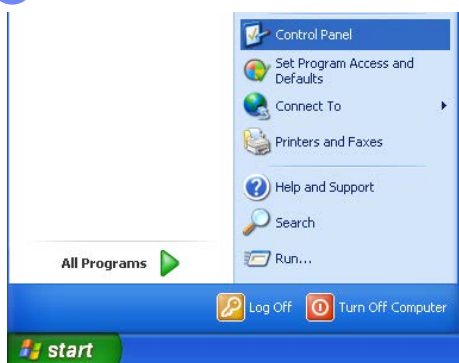 Control Panel
Set Program Access and
Defaults
Connect To
Printers and Faxes
Help and Support
Search
Run...
All Programs
Log Off
Turn Off Computer
start